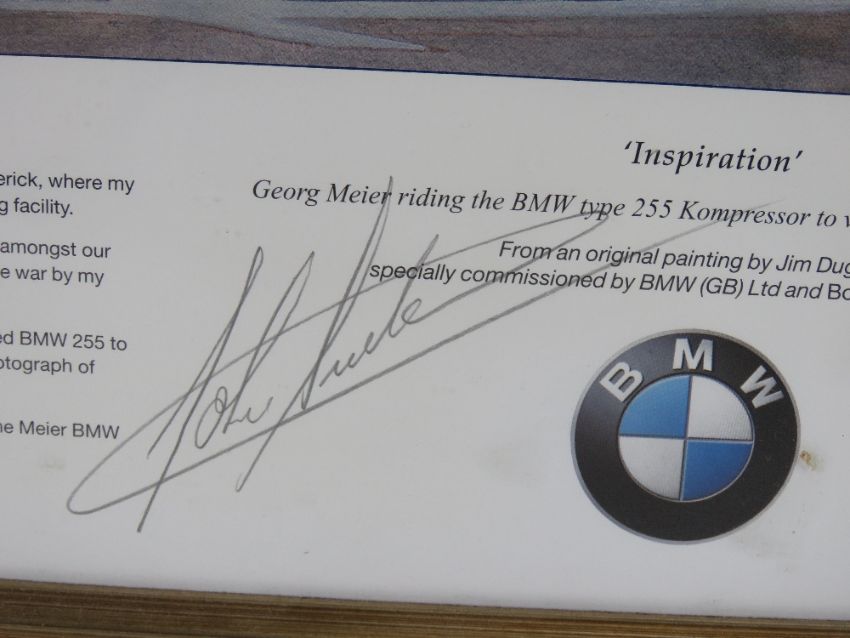 erick, where my
g facility.
amongst our
e war by my
ed BMW 255 to
otograph of
he Meier BMW
'Inspiration'
Georg Meier riding the BMW type 255 Kompressor to v
From an original painting by Jim Dug
specially commissioned by BMW (GB) Ltd and Bo
BMW